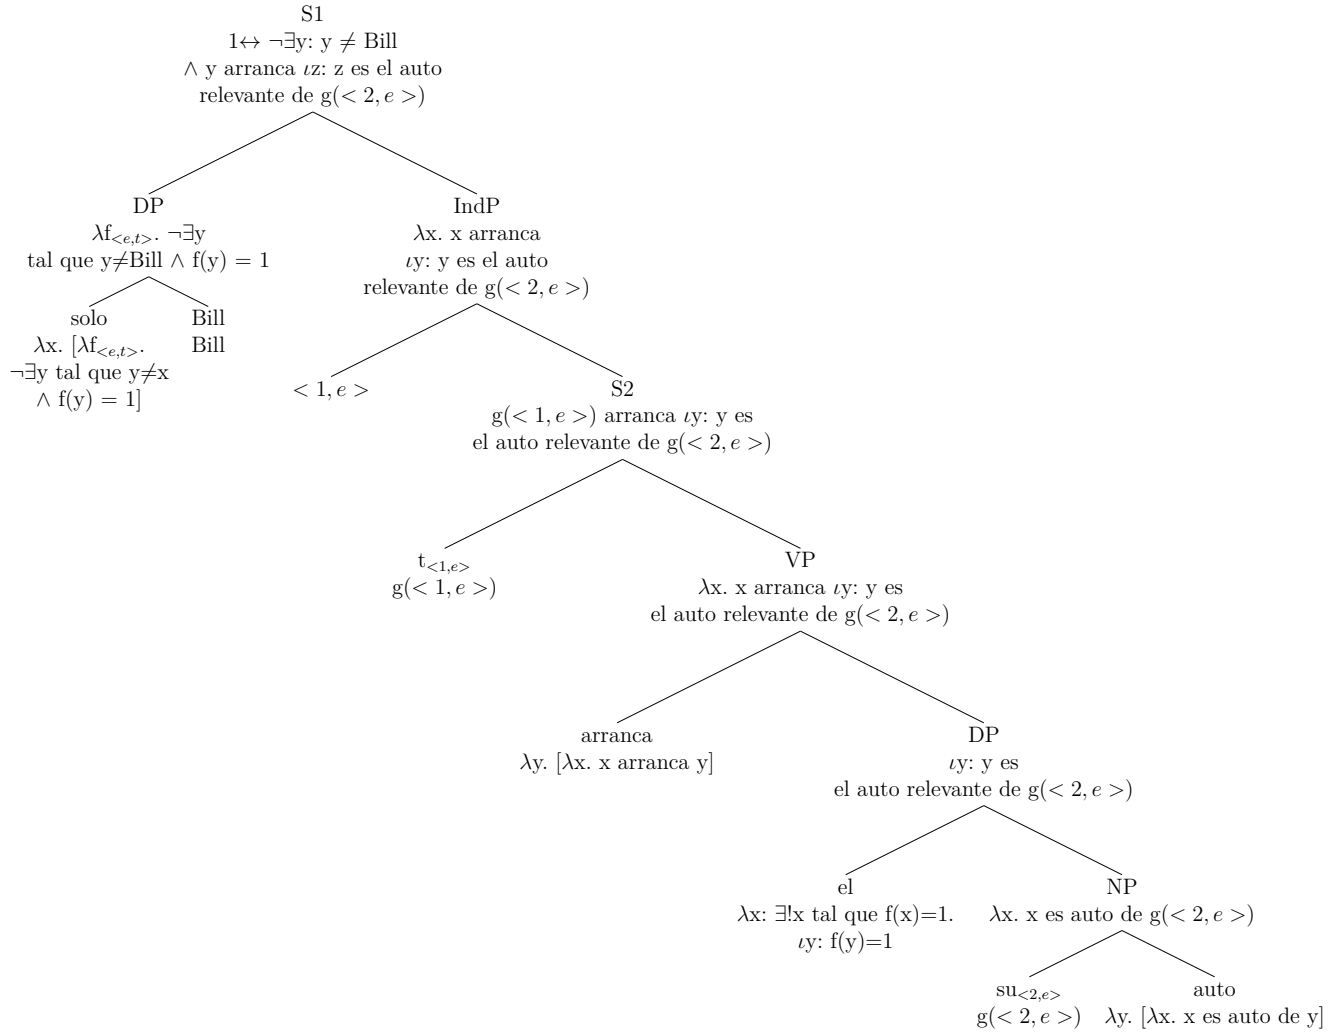 S1
1↔ ¬∃y: y ≠ Bill
∧ y arranca ιz: z es el auto
relevante de g(< 2, e >)
DP
λf<e,t>. ¬∃y
tal que y≠Bill ∧ f(y) = 1
IndP
λx. x arranca
ιy: y es el auto
relevante de g(< 2, e >)
solo
λx. [λf<e,t>.
¬∃y tal que y≠x
∧ f(y) = 1]
Bill
Bill
< 1, e >
S2
g(< 1, e >) arranca ιy: y es
el auto relevante de g(< 2, e >)
t<1,e>
g(< 1, e >)
VP
λx. x arranca ιy: y es
el auto relevante de g(< 2, e >)
arranca
λy. [λx. x arranca y]
DP
ιy: y es
el auto relevante de g(< 2, e >)
el
λx: ∃!x tal que f(x)=1.
ιy: f(y)=1
NP
λx. x es auto de g(< 2, e >)
su<2,e>
g(< 2, e >)
auto
λy. [λx. x es auto de y]